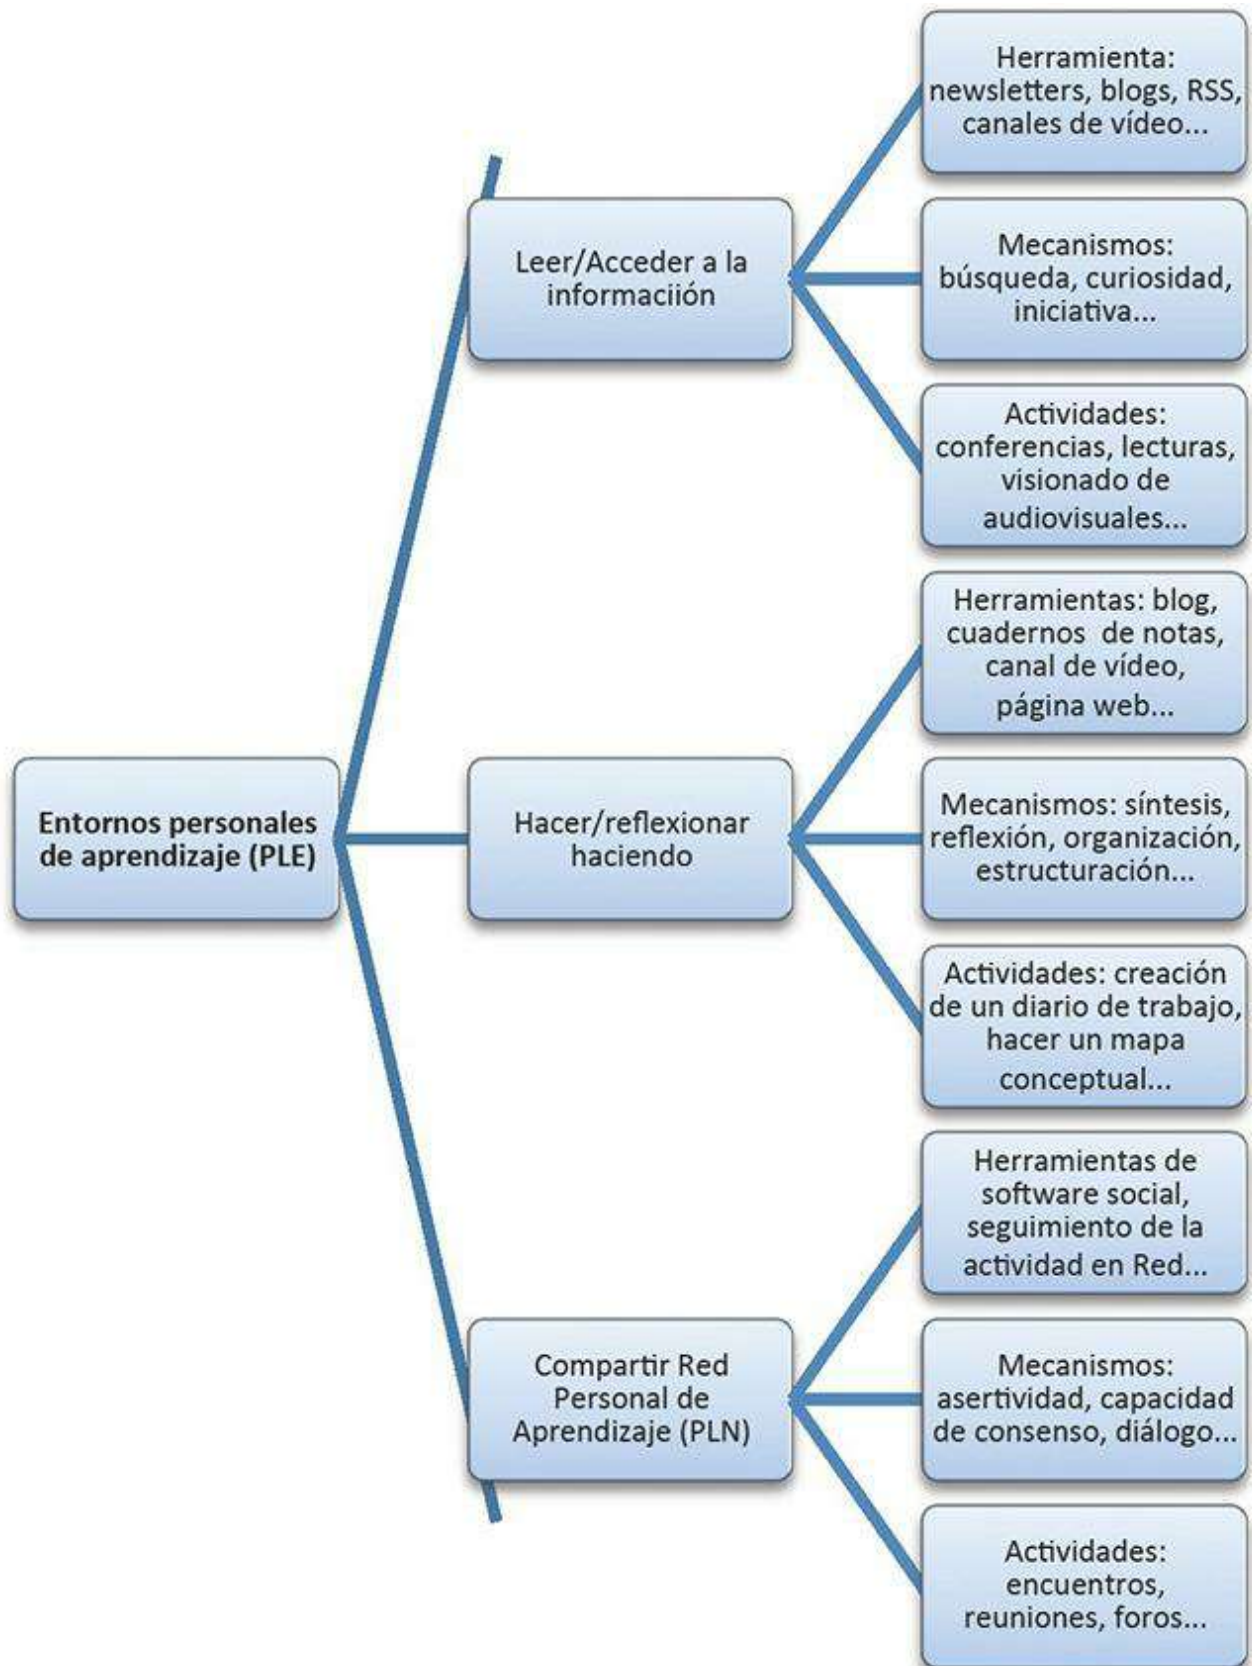 Entornos personales
de aprendizaje (PLE)
Leer/Acceder a la
informaciión
Herramienta:
newsletters, blogs, RSS,
canales de vídeo...
Mecanismos:
búsqueda, curiosidad,
iniciativa...
Actividades:
conferencias, lecturas,
visionado de
audiovisuales...
Hacer/reflexionar
haciendo
Herramientas: blog,
cuadernos de notas,
canal de vídeo,
página web...
Mecanismos: síntesis,
reflexión, organización,
estructuración...
Actividades: creación
de un diario de trabajo,
hacer un mapa
conceptual...
Compartir Red
Personal de
Aprendizaje (PLN)
Herramientas de
software social,
seguimiento de la
actividad en Red...
Mecanismos:
asertividad, capacidad
de consenso, diálogo...
Actividades:
encuentros,
reuniones, foros...